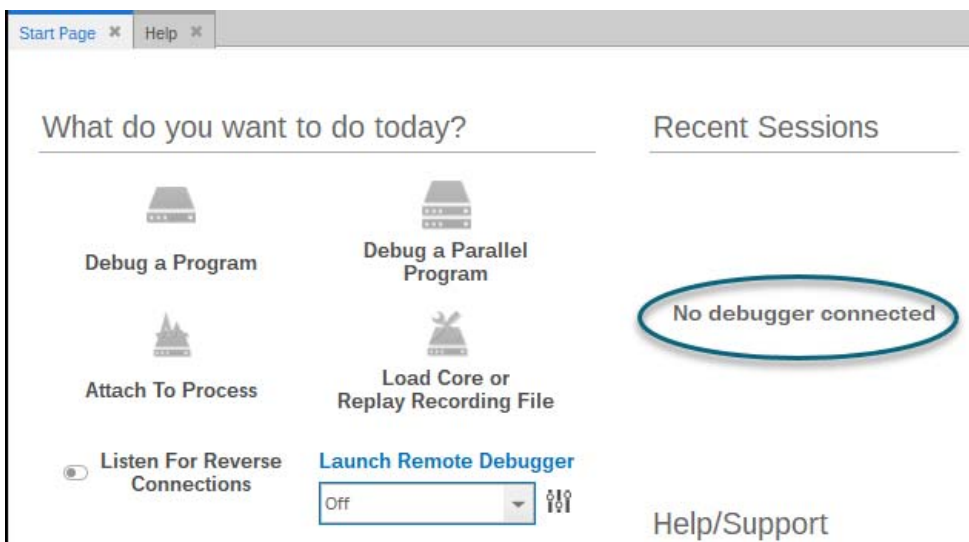 Start Page
Help
What do you want to do today?
Debug a Program
Debug a Parallel
Program
Attach To Process
Load Core or
Replay Recording File
Listen For Reverse
Connections
Launch Remote Debugger
Off
Recent Sessions
No debugger connected
Help/Support